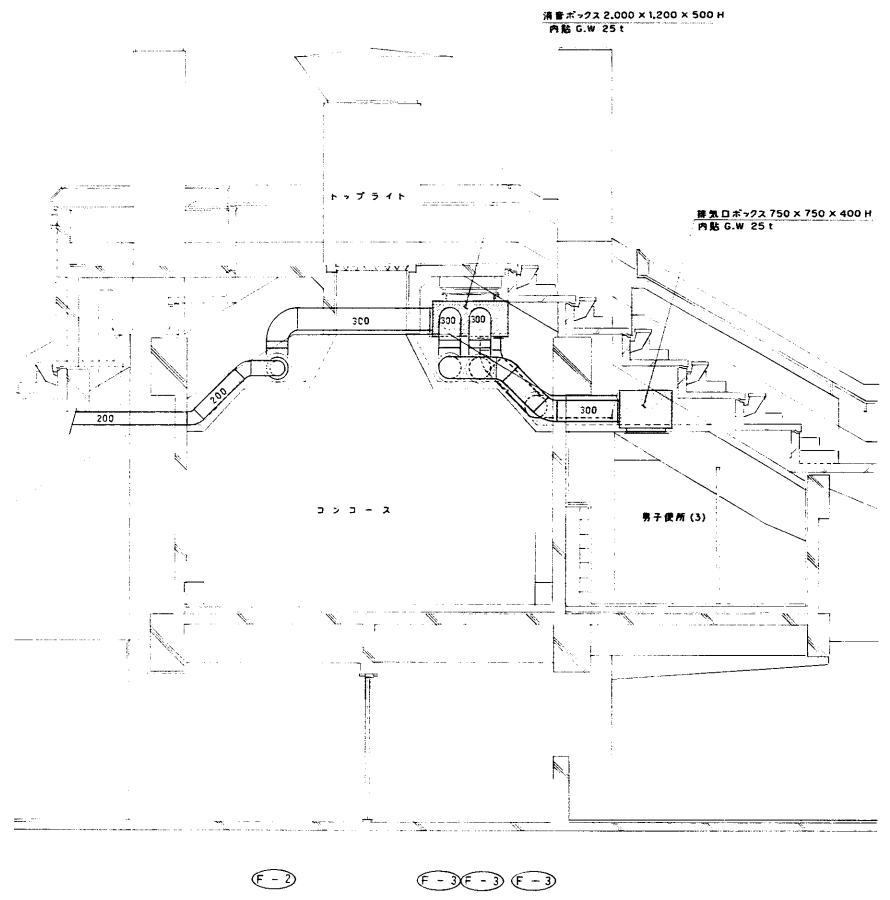 消音ボックス 2.000 × 1.200 × 500 H
内貼 G.W 25 t
トップライト
排気口ボックス 750 × 750 × 400 H
内貼 G.W 25 t
300
300
300
200
200
300
コンコース
男子便所 (3)
F - 2
F - 3
F - 3
F - 3